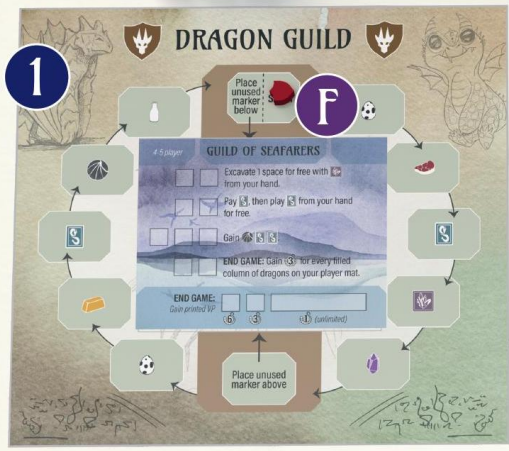 DRAGON GUILD
1
Place
unused
marker
below
S
F
4-5 player
GUILD OF SEAFARERS
Excavate 1 space for free with
from your hand.
Pay, then play from your hand
for free.
Gain
END GAME: Gain 3 for every filled
column of dragons on your player mat.
END GAME:
Gain printed VP
6 3 1 (unlimited)
Place unused
marker above